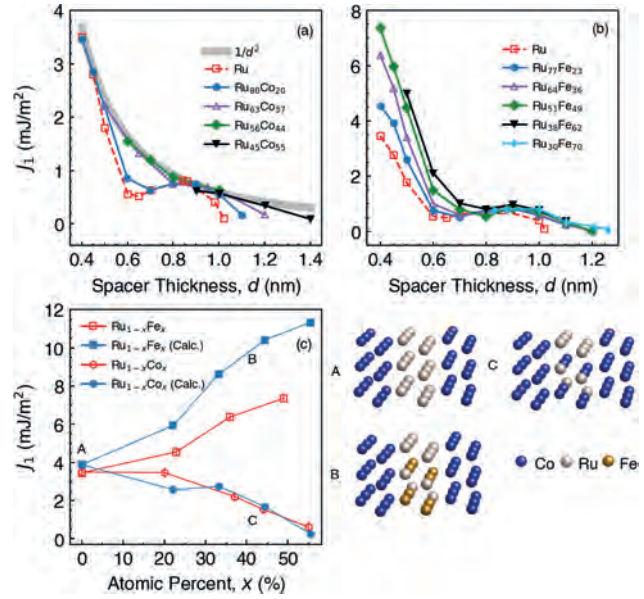 (a)
1/d²
Ru
Ru₈₀Co₂₀
Ru₆₃Co₃₇
Ru₅₆Co₄₄
Ru₄₅Co₅₅
J₁ (mJ/m²)
4
3
2
1
0
0.4 0.6 0.8 1.0 1.2 1.4
Spacer Thickness, d (nm)
(b)
Ru
Ru₇₇Fe₂₃
Ru₆₄Fe₃₆
Ru₅₁Fe₄₉
Ru₃₈Fe₆₂
Ru₃₀Fe₇₀
8
6
4
2
0
0.4 0.6 0.8 1.0 1.2
Spacer Thickness, d (nm)
(c)
Ru₁₋ₓFeₓ
Ru₁₋ₓFeₓ (Calc.)
Ru₁₋ₓCoₓ
Ru₁₋ₓCoₓ (Calc.)
A
B
C
J₁ (mJ/m²)
12
10
8
6
4
2
0
0 10 20 30 40 50
Atomic Percent, x (%)
A
C
B
Co Ru Fe